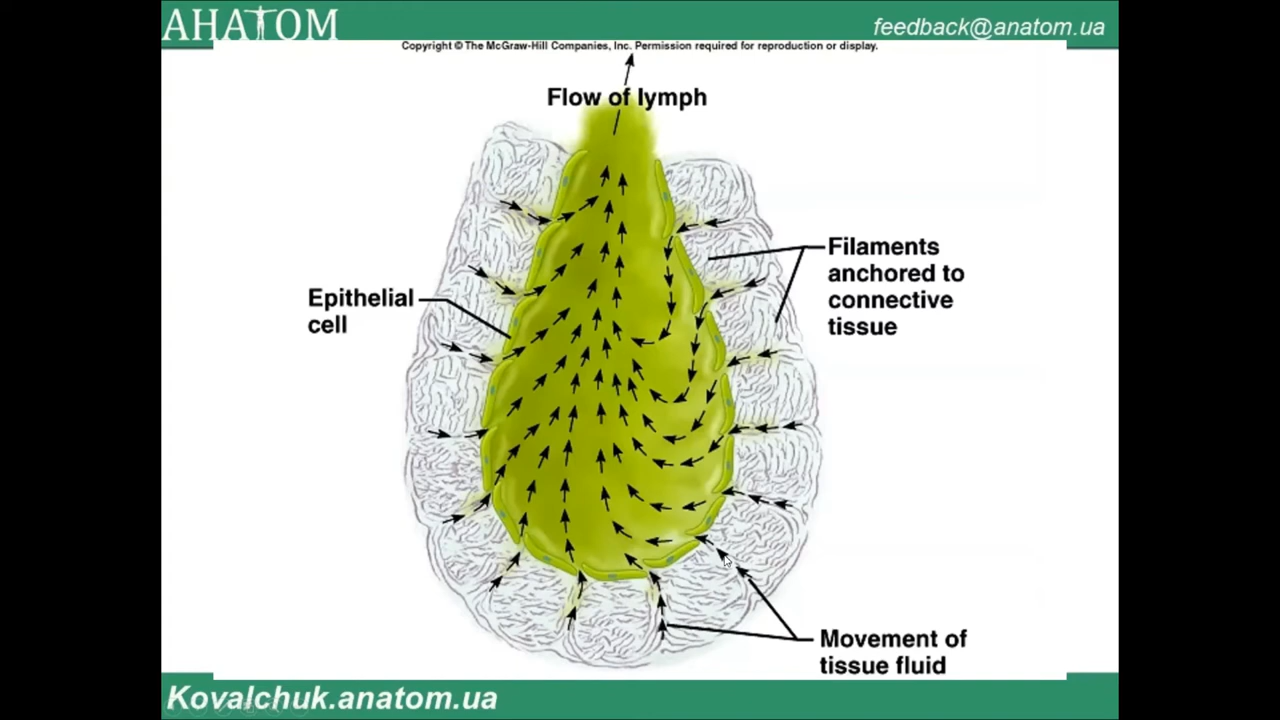 АНАТОМ
feedback@anatom.ua
Copyright © The McGraw-Hill Companies, Inc. Permission required for reproduction or display.
Flow of lymph
Filaments
anchored to
connective
tissue
Epithelial
cell
Movement of
tissue fluid
Kovalchuk.anatom.ua